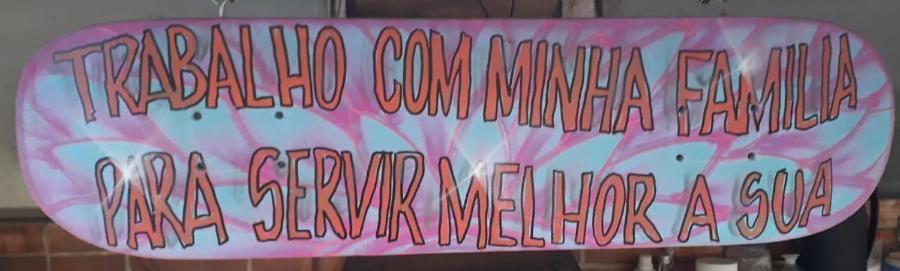 TRABALHO COM MINHA FAMILIA
PARA SERVIR MELHOR A SUA